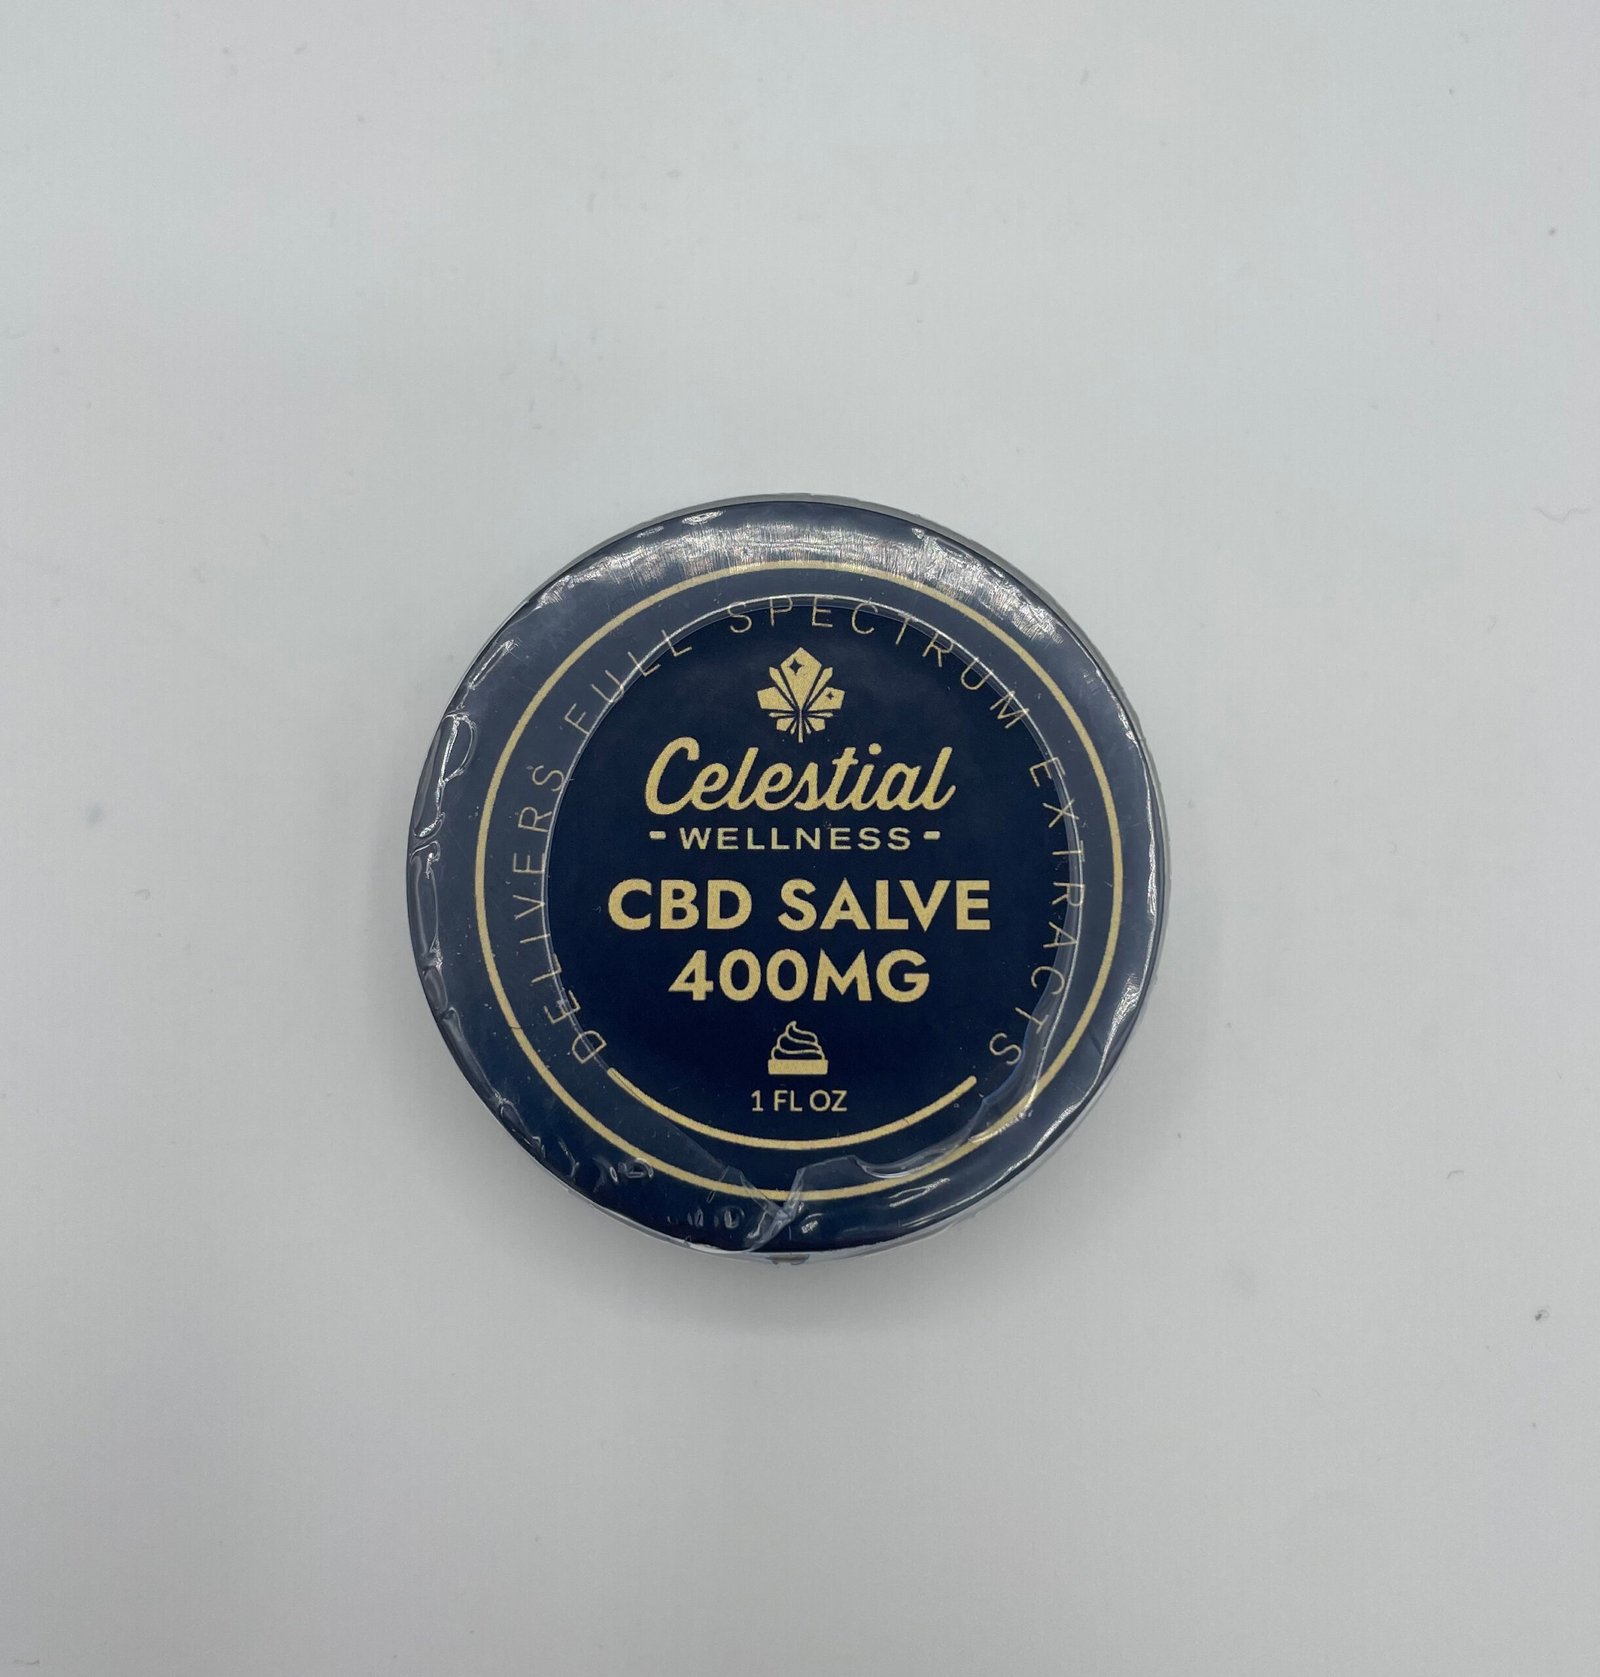 DELIVERS FULL SPECTRUM EXTRACTS
Celestial
-WELLNESS-
CBD SALVE
400MG
1 FL OZ